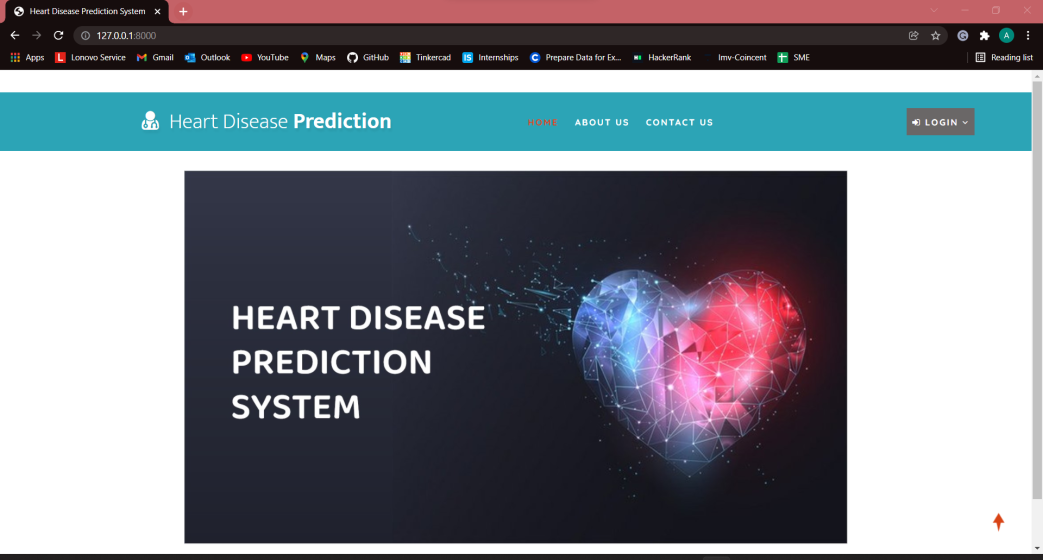 Heart Disease Prediction System
127.0.0.1:8000
A
Apps L Lonovo Service Gmail Outlook YouTube Maps GitHub Tinkercad IS Internships C Prepare Data for Ex... HackerRank Imv-Coincent SME Reading list
Heart Disease Prediction HOME ABOUT US CONTACT US LOGIN
HEART DISEASE
PREDICTION
SYSTEM